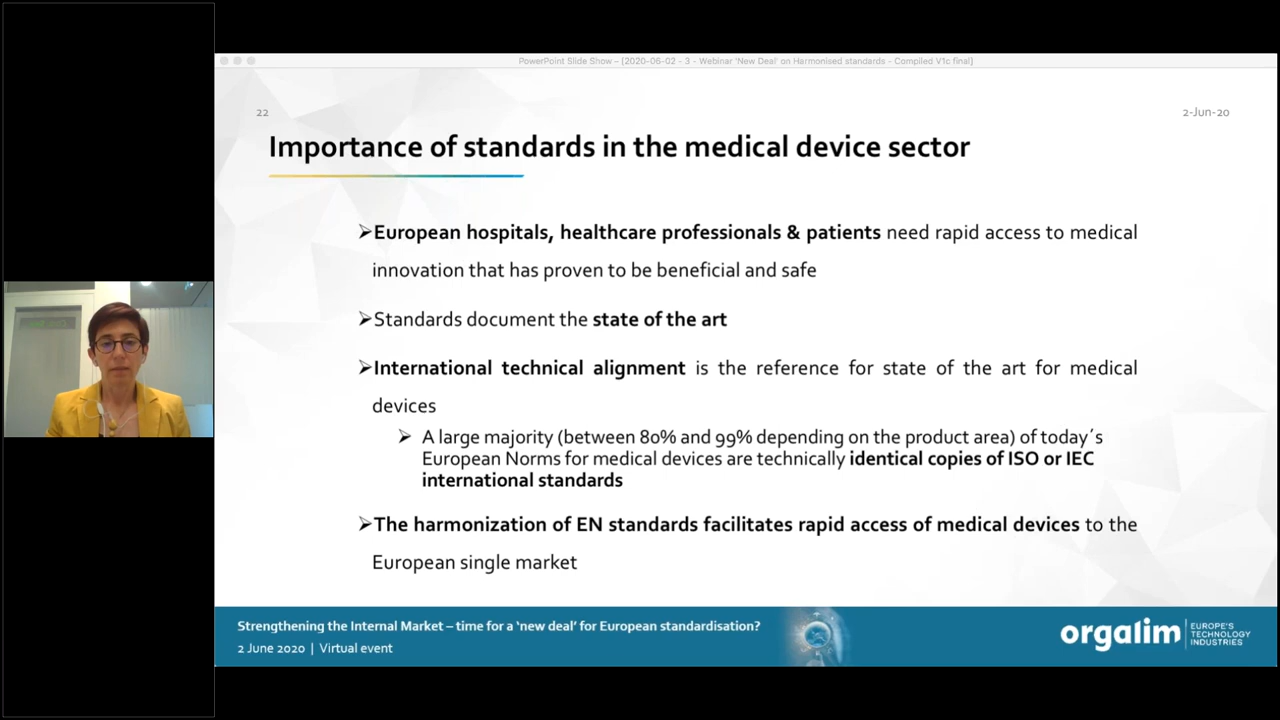 PowerPoint Slide Show – [2020-06-02 - 3 - Webinar 'New Deal' on Harmonised standards - Compiled V1c final]
22
2-Jun-20
Importance of standards in the medical device sector
➢European hospitals, healthcare professionals & patients need rapid access to medical
innovation that has proven to be beneficial and safe
➢Standards document the state of the art
➢International technical alignment is the reference for state of the art for medical
devices
➢ A large majority (between 80% and 99% depending on the product area) of today´s
European Norms for medical devices are technically identical copies of ISO or IEC
international standards
➢The harmonization of EN standards facilitates rapid access of medical devices to the
European single market
Strengthening the Internal Market – time for a ‘new deal’ for European standardisation?
2 June 2020 | Virtual event
orgalim
EUROPE'S
TECHNOLOGY
INDUSTRIES